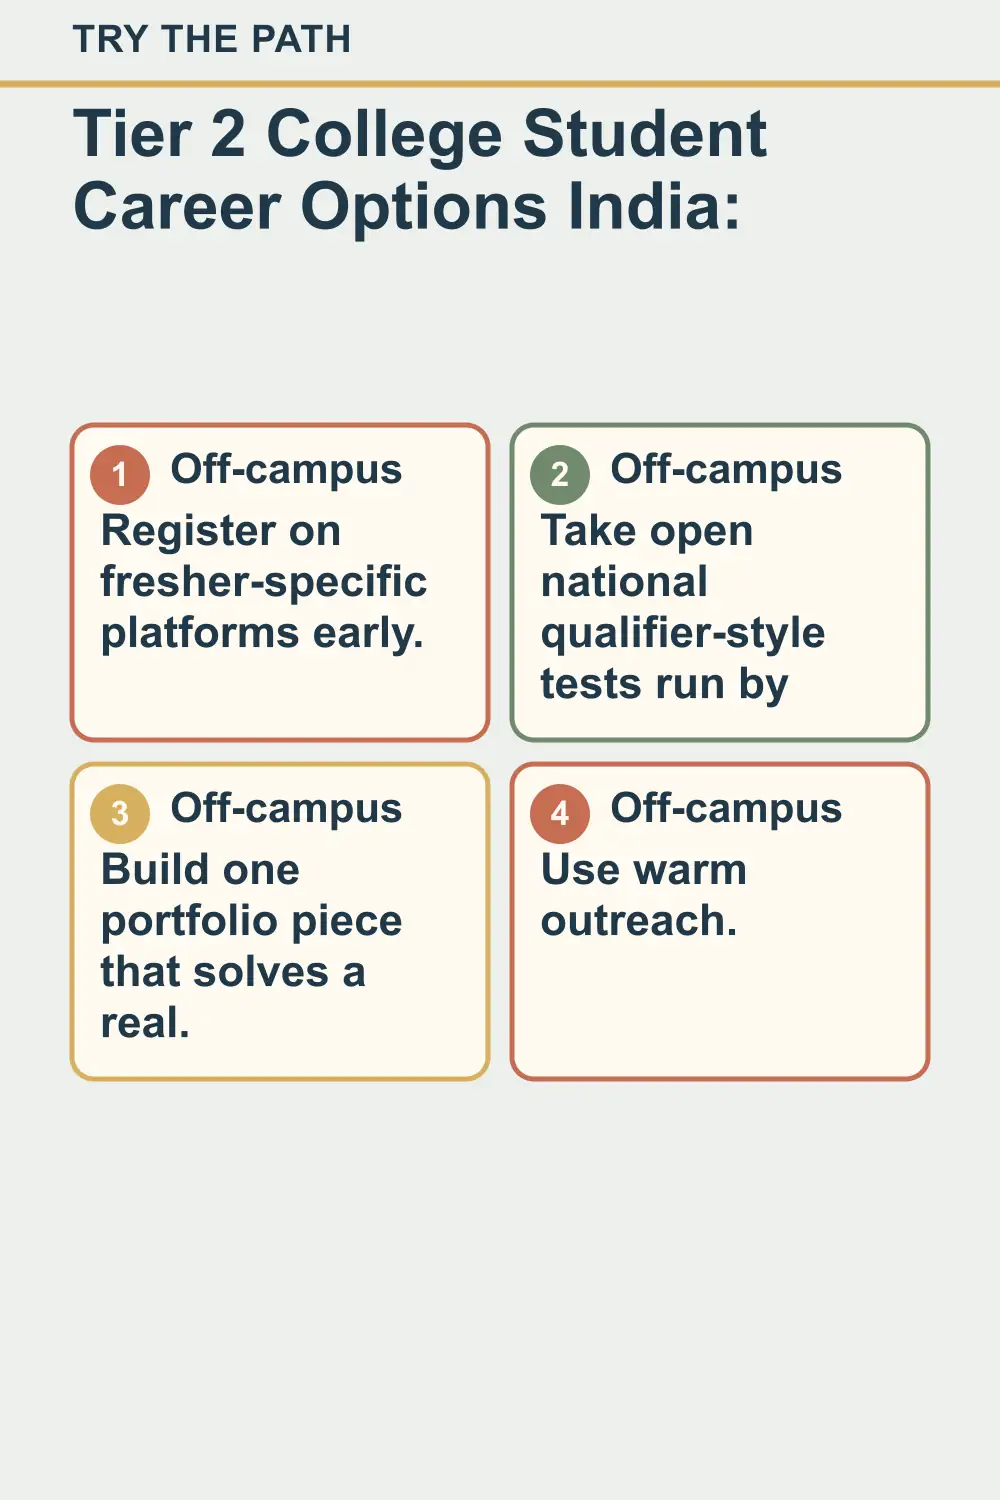 TRY THE PATH
Tier 2 College Student
Career Options India:
1 Off-campus
Register on
fresher-specific
platforms early.
2 Off-campus
Take open
national
qualifier-style
tests run by
3 Off-campus
Build one
portfolio piece
that solves a
real.
4 Off-campus
Use warm
outreach.